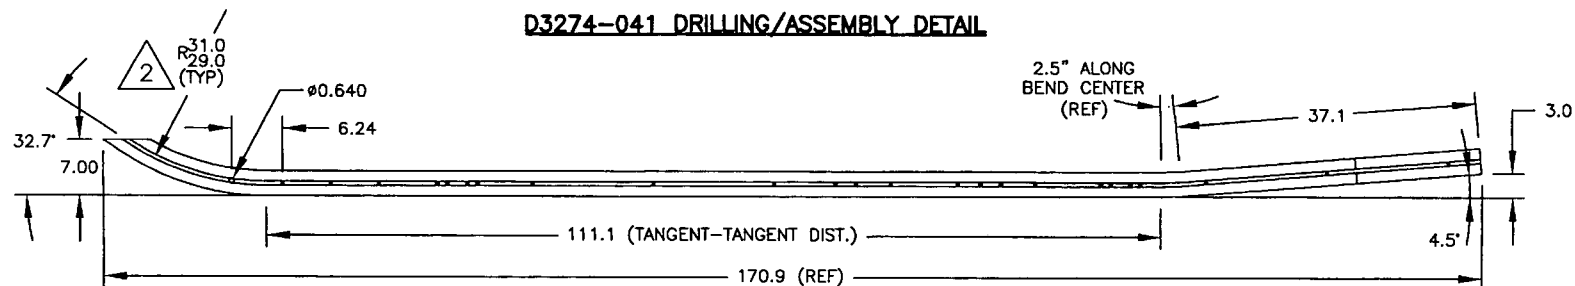 D3274-041 DRILLING/ASSEMBLY DETAIL
2
R31.0
29.0
(TYP)
ø0.640
6.24
32.7°
7.00
2.5" ALONG
BEND CENTER
(REF)
37.1
3.0
4.5°
111.1 (TANGENT-TANGENT DIST.)
170.9 (REF)